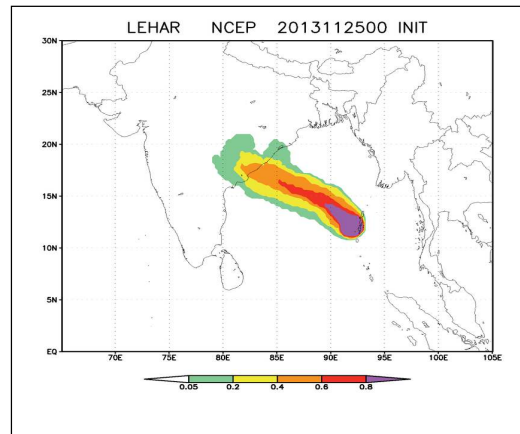 LEHAR NCEP 2013112500 INIT
30N
25N
20N
15N
10N
5N
EQ
70E 75E 80E 85E 90E 95E 100E 105E
0.05 0.2 0.4 0.6 0.8